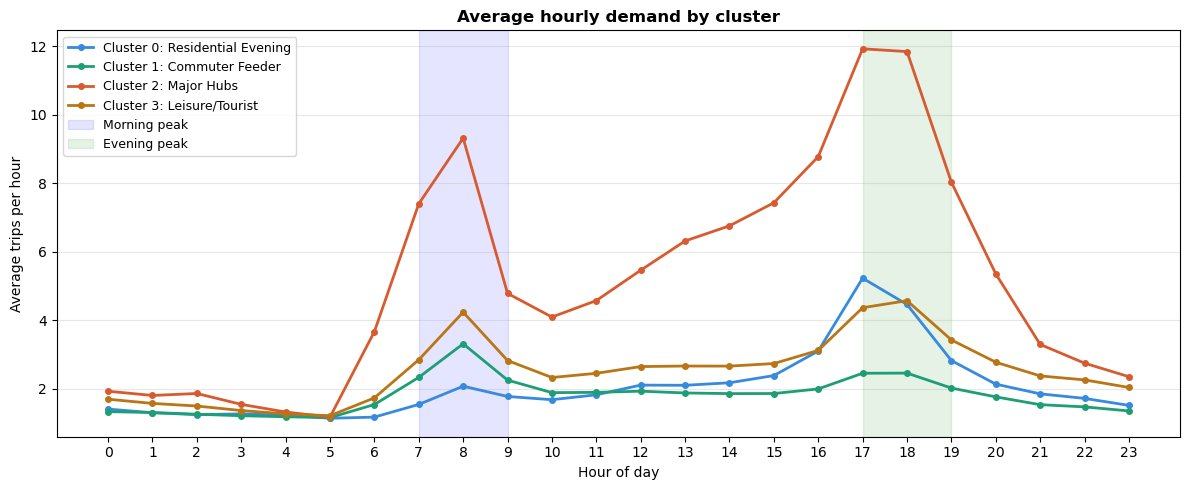 Average hourly demand by cluster
Cluster 0: Residential Evening
Cluster 1: Commuter Feeder
Cluster 2: Major Hubs
Cluster 3: Leisure/Tourist
Morning peak
Evening peak
Average trips per hour
12
10
8
6
4
2
0 1 2 3 4 5 6 7 8 9 10 11 12 13 14 15 16 17 18 19 20 21 22 23
Hour of day